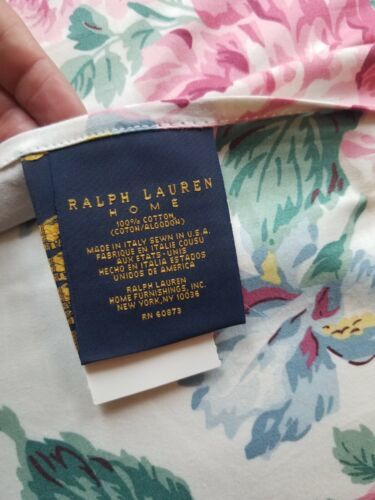 RALPH LAUREN
HOME
100% COTTON
(COTON/ALGODON)
MADE IN ITALY SEWN IN U.S.A.
FABRIQUE EN ITALIE COUSU
AUX ETATS-UNIS
HECHO EN ITALIA ESTADOS
UNIDOS DE AMERICA
RALPH LAUREN
HOME FURNISHINGS, INC.
NEW YORK, NY 10036
RN 60873